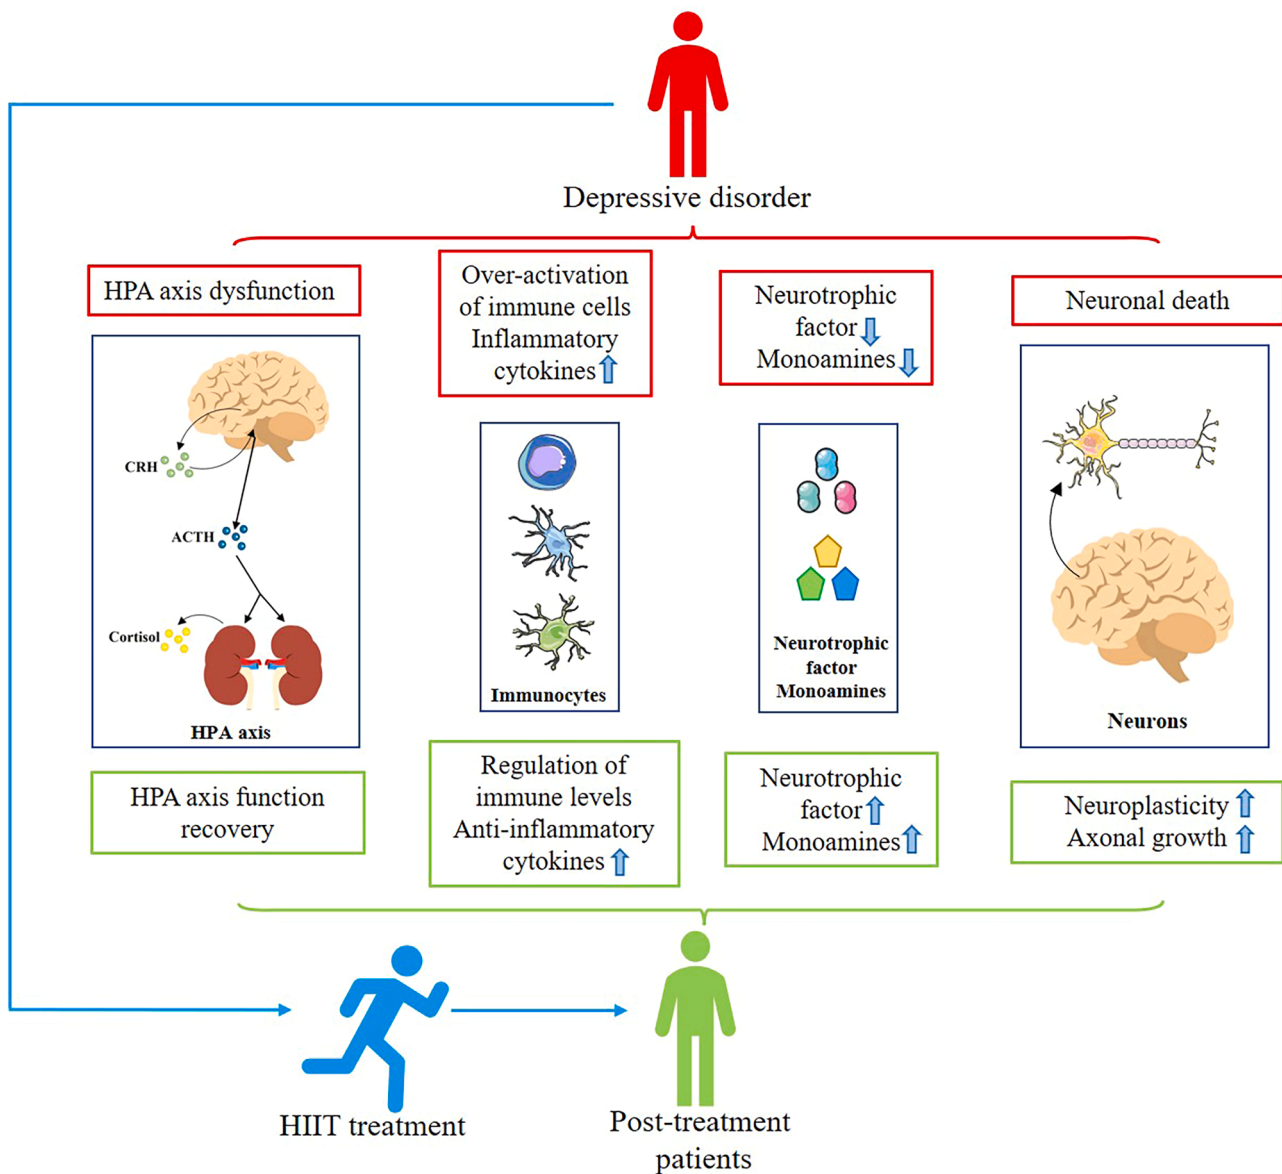 Depressive disorder
HPA axis dysfunction
Over-activation
of immune cells
Inflammatory
cytokines
Neurotrophic
factor
Monoamines
Neuronal death
CRH
ACTH
Cortisol
HPA axis
Immunocytes
Neurotrophic
factor
Monoamines
Neurons
HPA axis function
recovery
Regulation of
immune levels
Anti-inflammatory
cytokines
Neurotrophic
factor
Monoamines
Neuroplasticity
Axonal growth
HIIT treatment
Post-treatment
patients